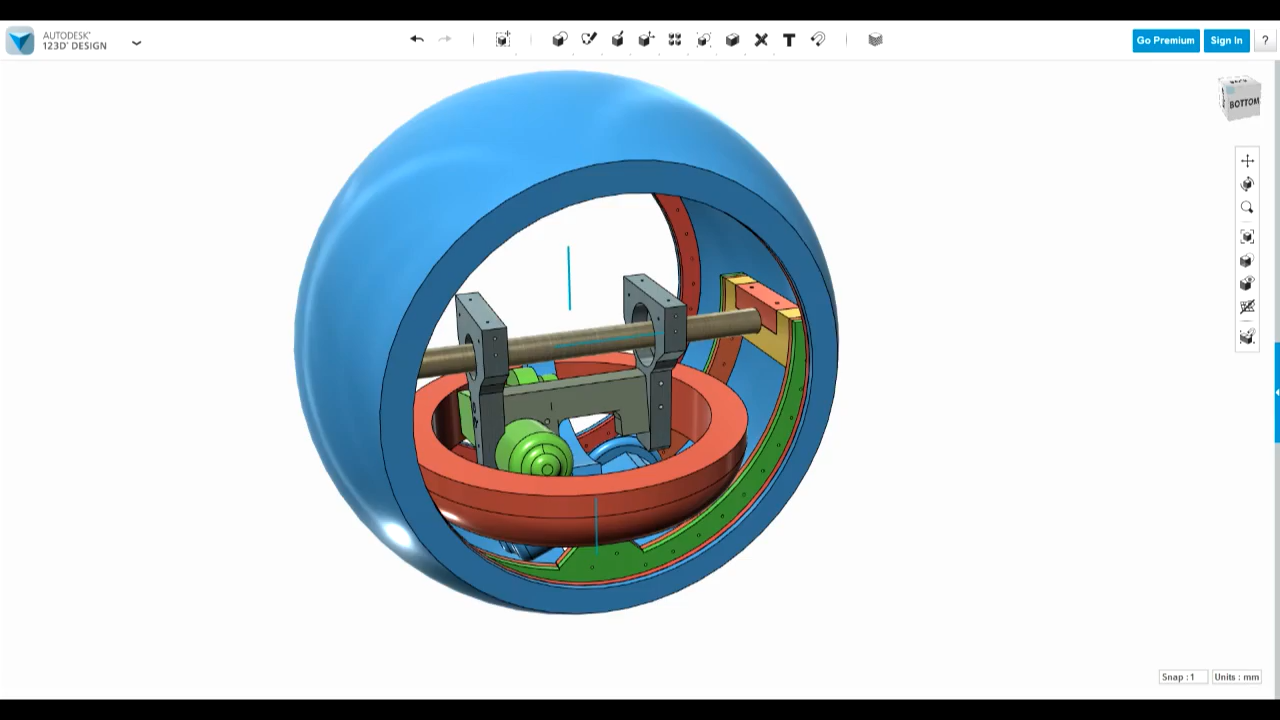 AUTODESK®
123D® DESIGN
Go Premium
Sign In
?
BOTTOM
Snap : 1
Units : mm